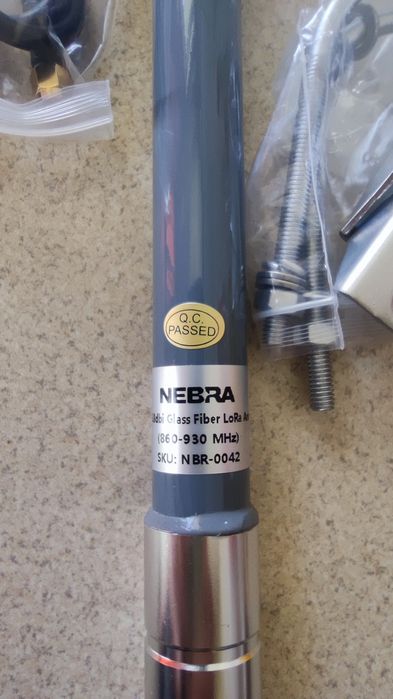 Q.C.
PASSED
NEBRA
Glass Fiber LoRa
(860-930 MHz)
SKU: NBR-0042